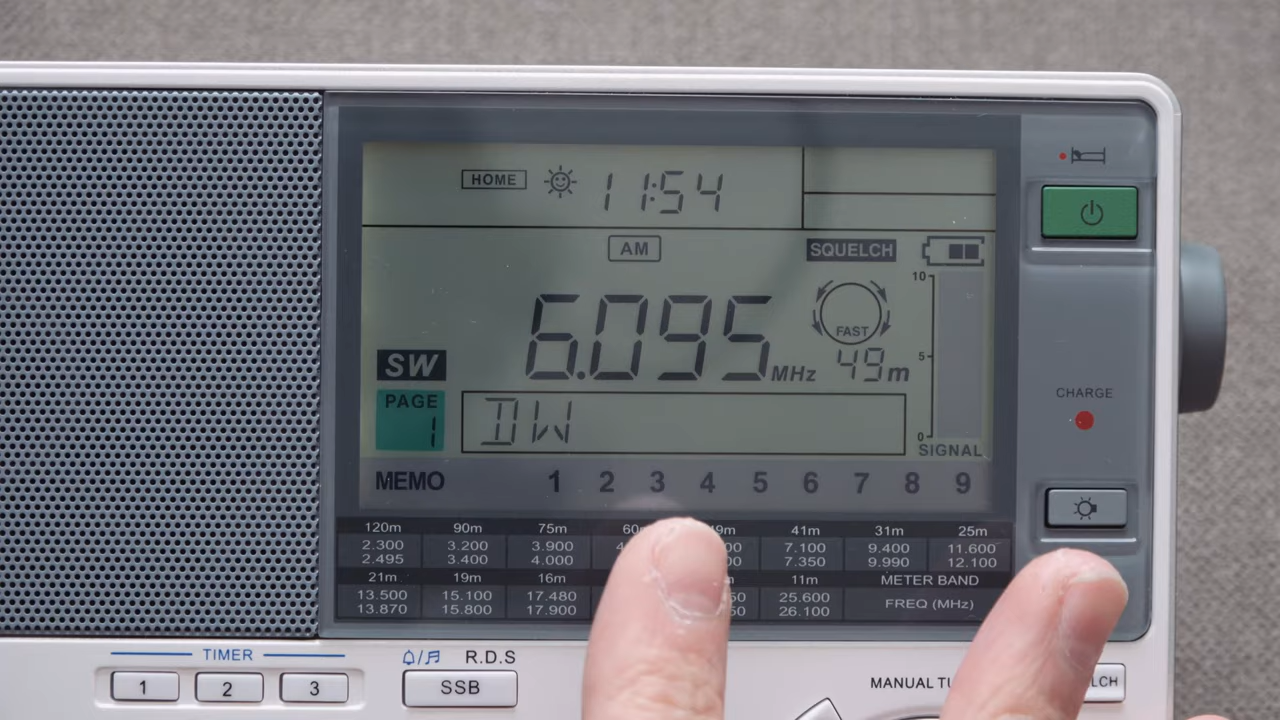 HOME 11:54
AM SQUELCH
10
6.095 MHz FAST
49m
5
SW
PAGE
1
DW
0
SIGNAL
MEMO 1 2 3 4 5 6 7 8 9
120m 90m 75m 41m 31m 25m
2.300 3.200 3.900 7.100 9.400 11.600
2.495 3.400 4.000 7.350 9.990 12.100
21m 19m 16m 11m METER BAND
13.500 15.100 17.480 25.600 FREQ (MHz)
13.870 15.800 17.900 26.100
CHARGE
TIMER
1 2 3
R.D.S
SSB
MANUAL